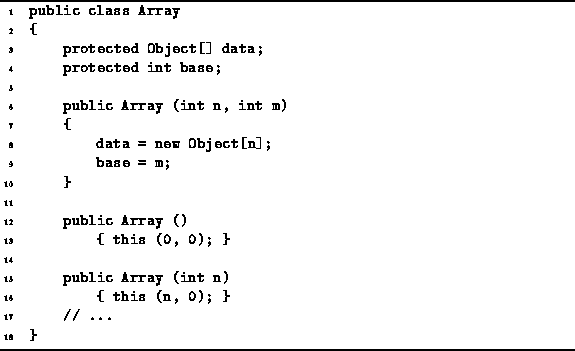 1 public class Array
2 {
3 protected Object[] data;
4 protected int base;
5
6 public Array (int n, int m)
7 {
8 data = new Object[n];
9 base = m;
10 }
11
12 public Array ()
13 { this (0, 0); }
14
15 public Array (int n)
16 { this (n, 0); }
17 // ...
18 }